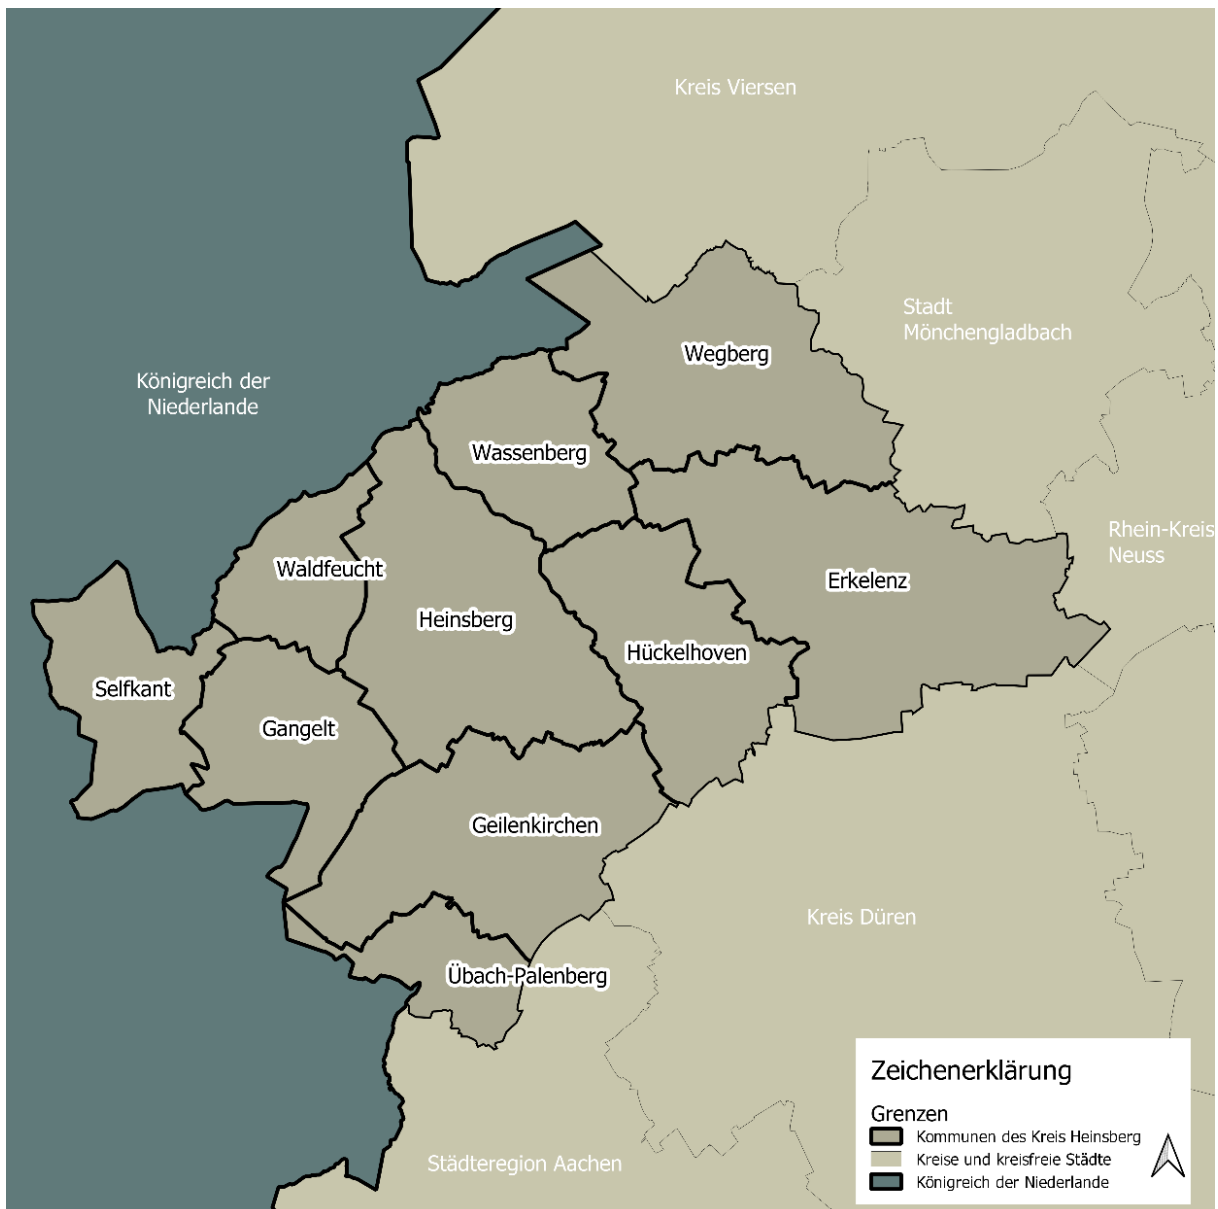 Kreis Viersen
Stadt
Mönchengladbach
Wegberg
Königreich der
Niederlande
Wassenberg
Rhein-Kreis
Neuss
Waldfeucht
Erkelenz
Heinsberg
Hückelhoven
Selfkant
Gangelt
Geilenkirchen
Kreis Düren
Übach-Palenberg
Städteregion Aachen
Zeichenerklärung
Grenzen
Kommunen des Kreis Heinsberg
Kreise und kreisfreie Städte
Königreich der Niederlande